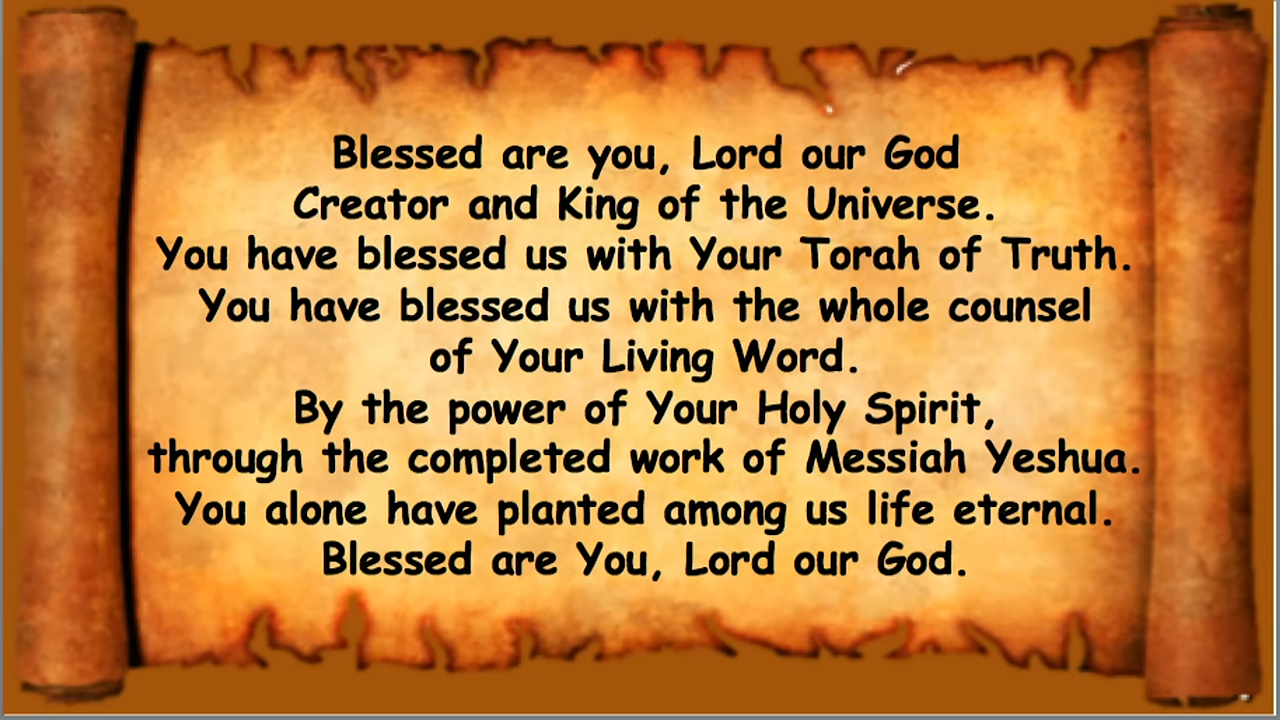 Blessed are you, Lord our God
Creator and King of the Universe.
You have blessed us with Your Torah of Truth.
You have blessed us with the whole counsel
of Your Living Word.
By the power of Your Holy Spirit,
through the completed work of Messiah Yeshua.
You alone have planted among us life eternal.
Blessed are You, Lord our God.